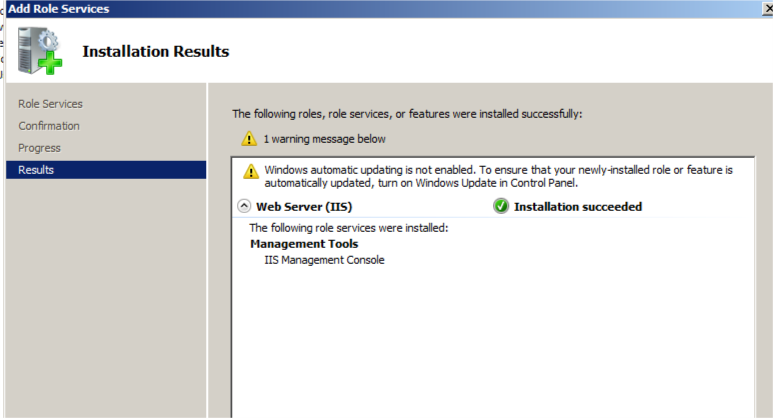 Add Role Services
Installation Results
Role Services
Confirmation
Progress
Results
The following roles, role services, or features were installed successfully:
1 warning message below
Windows automatic updating is not enabled. To ensure that your newly-installed role or feature is
automatically updated, turn on Windows Update in Control Panel.
Web Server (IIS)
Installation succeeded
The following role services were installed:
Management Tools
IIS Management Console